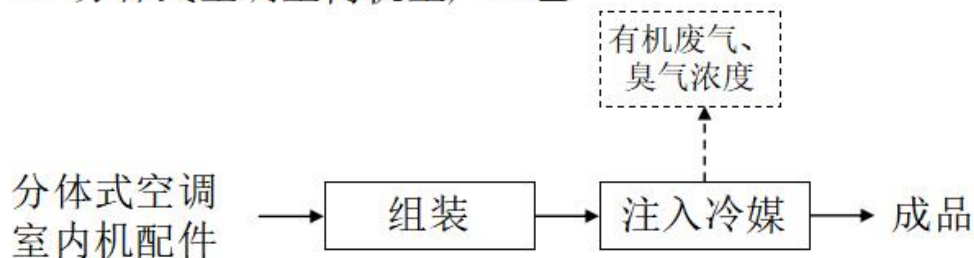 有机废气、
臭气浓度
分体式空调
室内机配件
组装
注入冷媒
成品